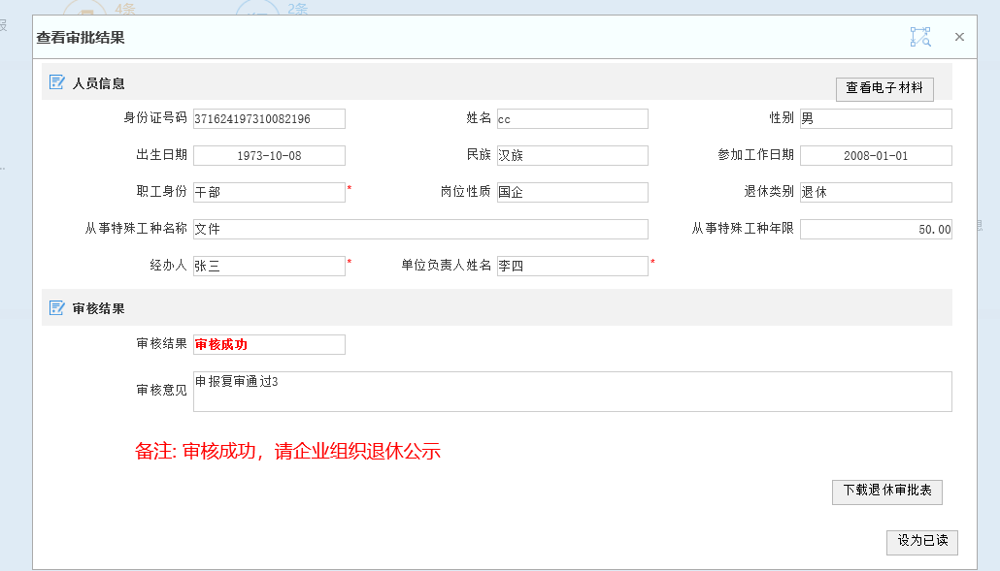 4条
2条
报
查看审批结果
人员信息
查看电子材料
身份证号码 371624197310082196 姓名 cc 性别 男
出生日期 1973-10-08 民族 汉族 参加工作日期 2008-01-01
职工身份 干部 * 岗位性质 国企 退休类别 退休
从事特殊工种名称 文件 从事特殊工种年限 50.00
经办人 张三 * 单位负责人姓名 李四 *
审核结果
审核结果 审核成功
审核意见 申报复审通过3
备注: 审核成功，请企业组织退休公示
下载退休审批表
设为已读